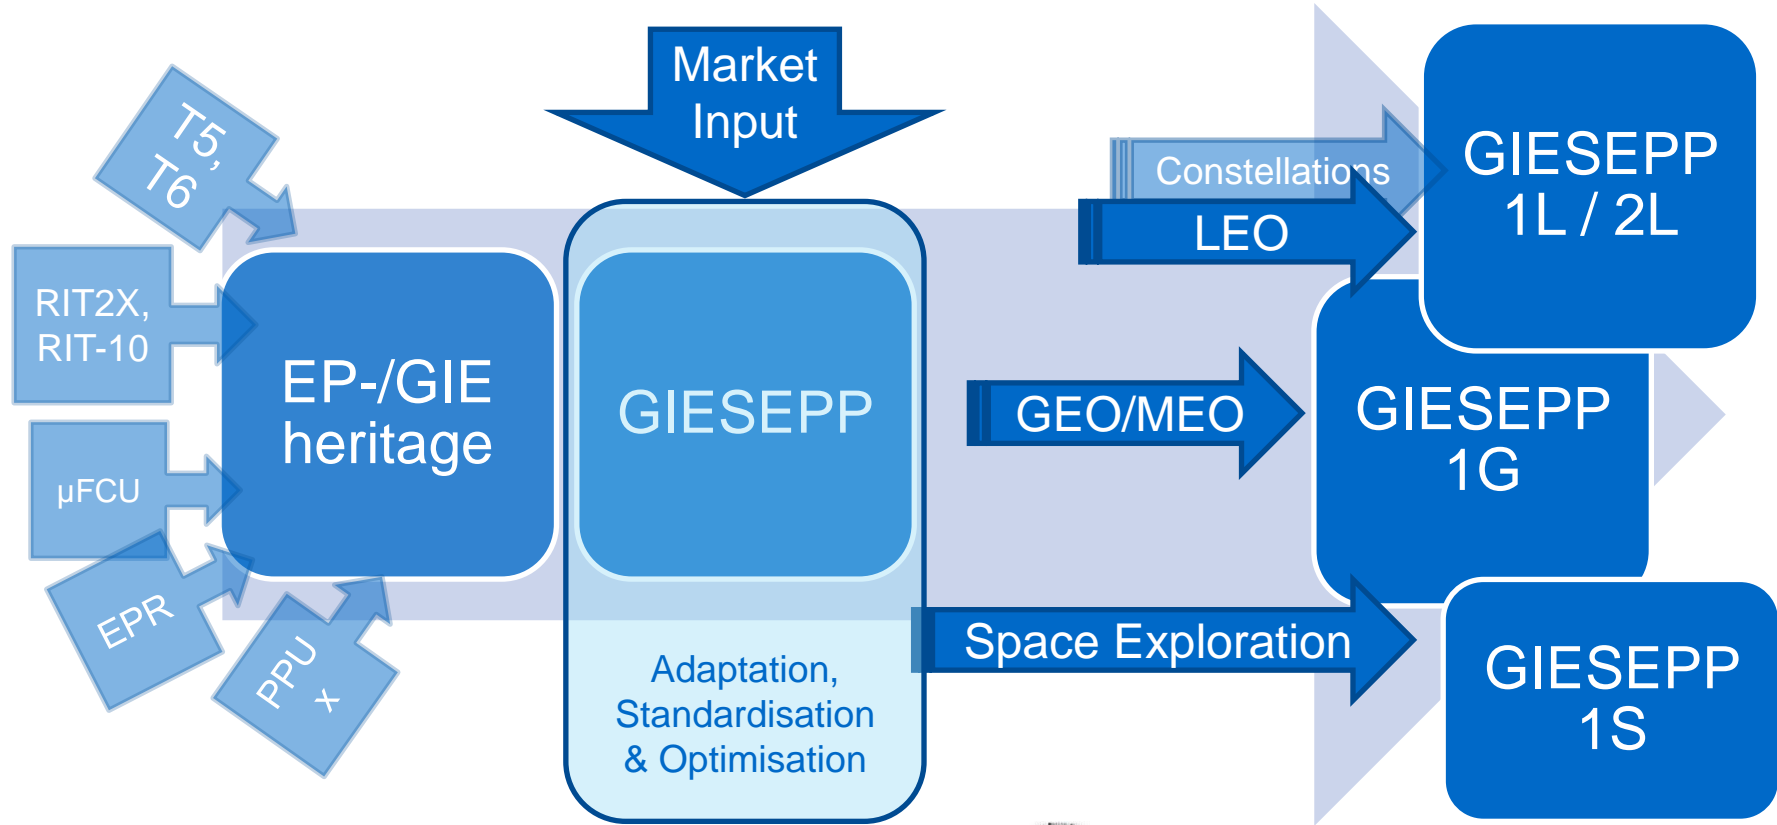 T5,
T6
RIT2X,
RIT-10
µFCU
EPR
PPU
x
EP-/GIE
heritage
Market
Input
GIESEPP
Adaptation,
Standardisation
& Optimisation
Constellations
LEO
GEO/MEO
Space Exploration
GIESEPP
1L / 2L
GIESEPP
1G
GIESEPP
1S